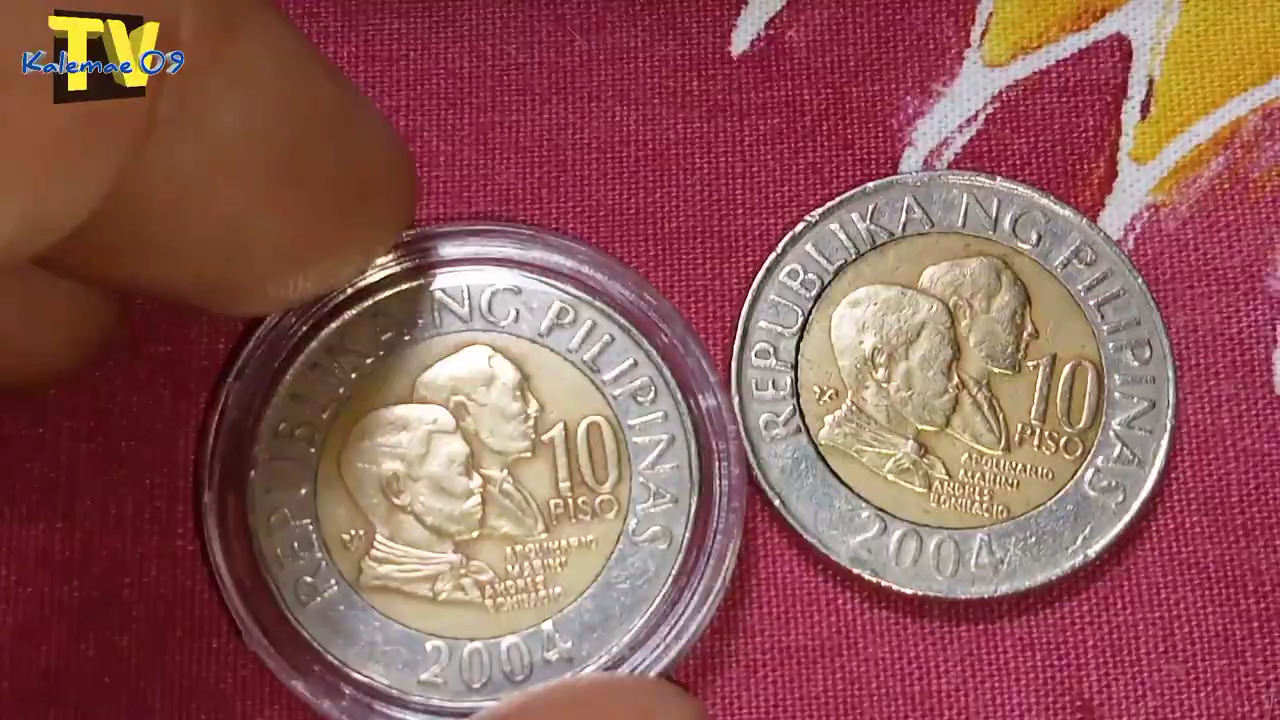 TV
Kalemae 09
REPUBLIKA NG PILIPINAS
10
PISO
APOLINARIO
MABINI
ANDRES
BONIFACIO
2004
REPUBLIKA NG PILIPINAS
10
PISO
APOLINARIO
MABINI
ANDRES
BONIFACIO
2004